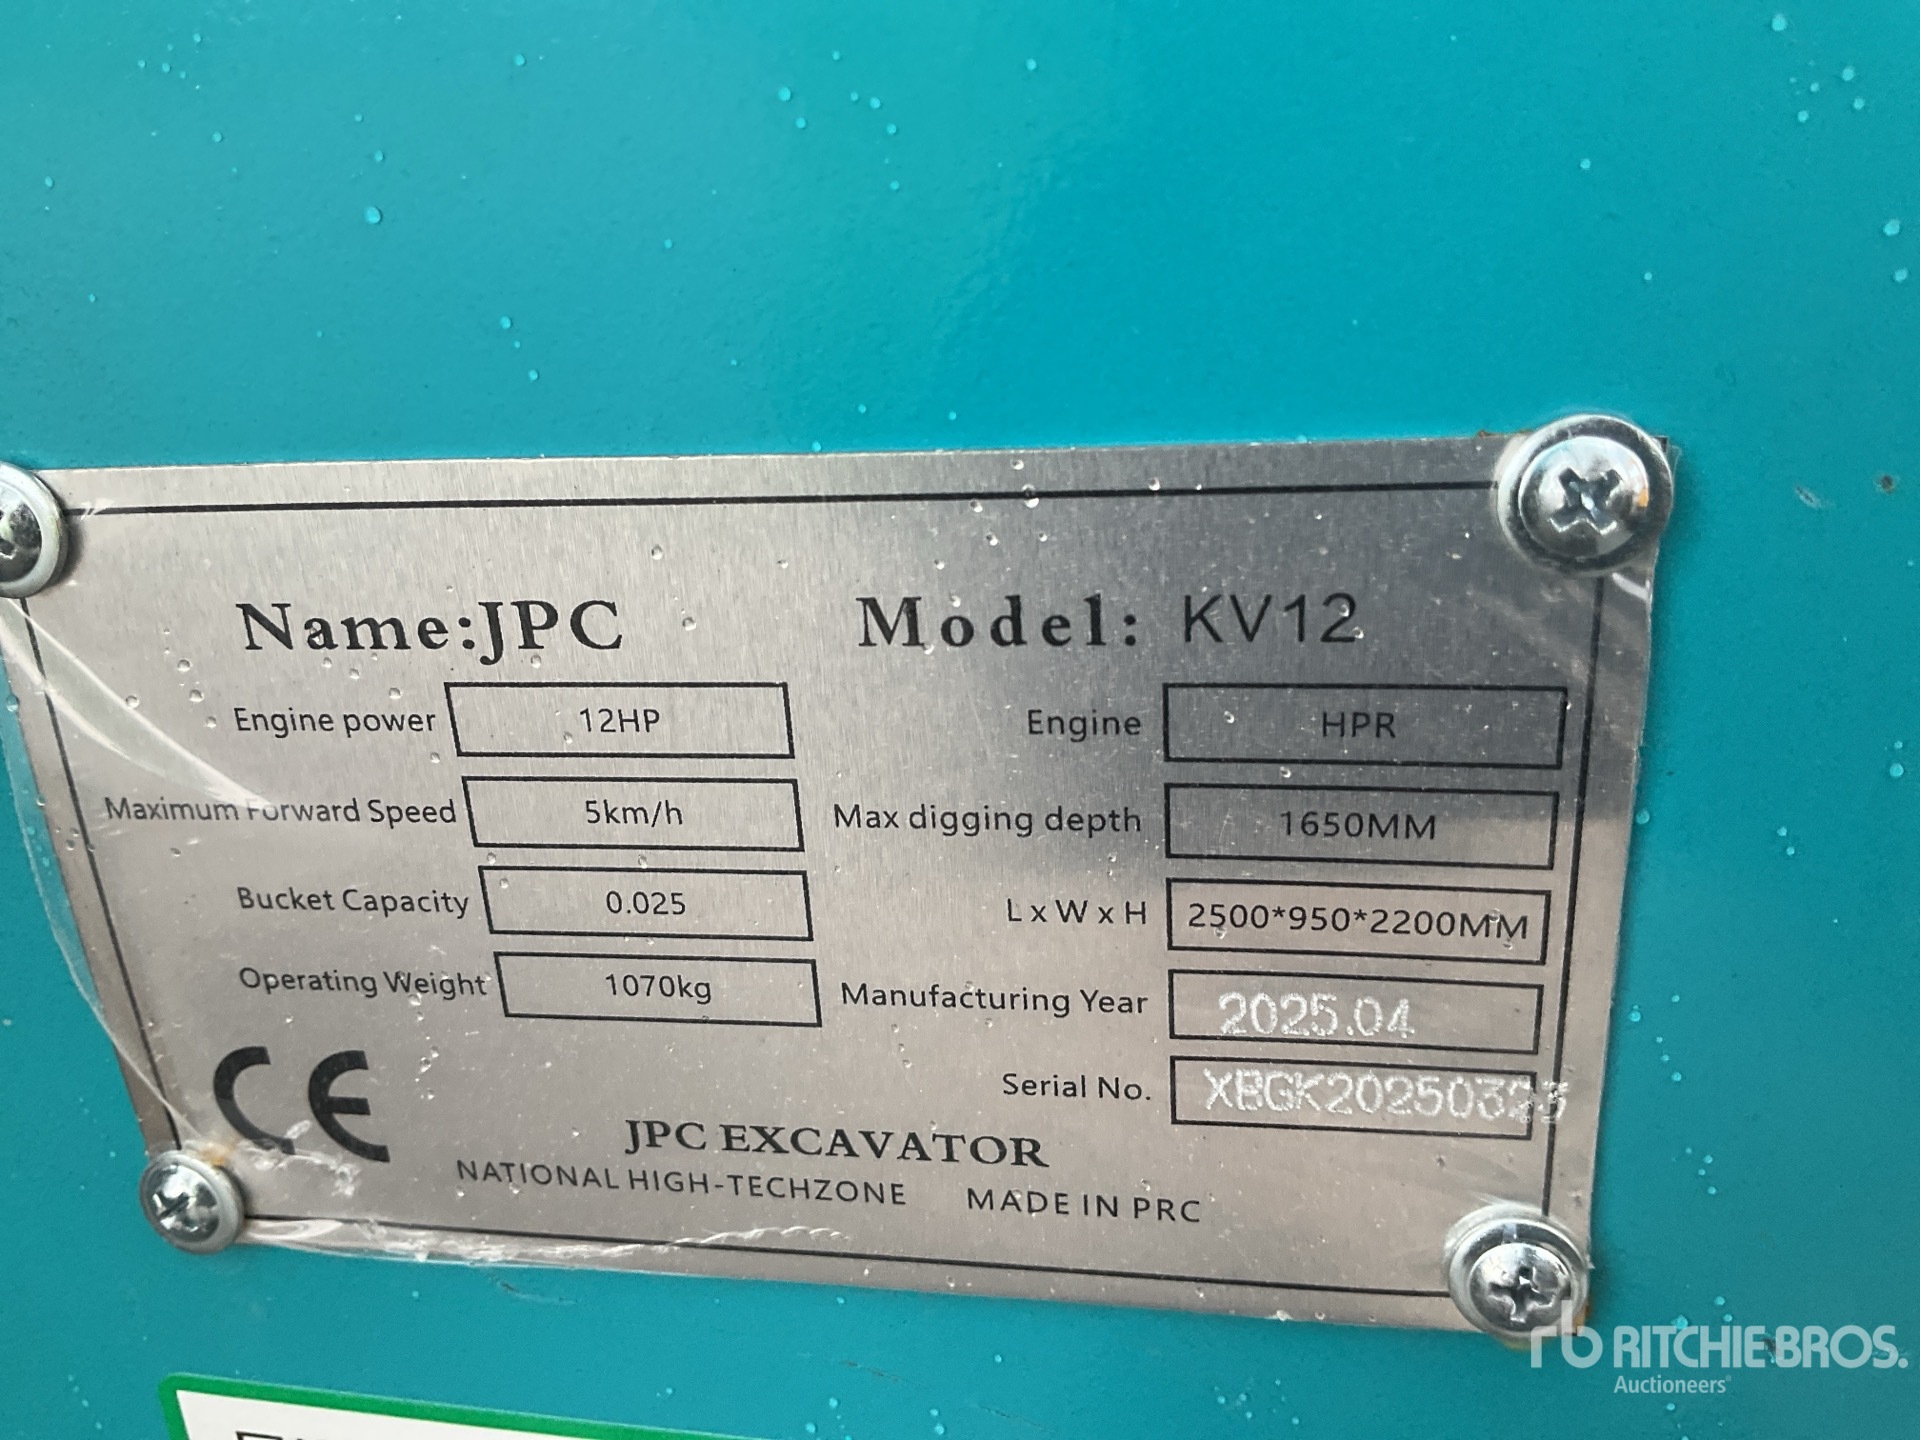 Name:JPC Model: KV12
Engine power 12HP Engine HPR
Maximum Forward Speed 5km/h Max digging depth 1650MM
Bucket Capacity 0.025 L x W x H 2500*950*2200MM
Operating Weight 1070kg Manufacturing Year 2025.04
Serial No. XBGK20250323
CE
JPC EXCAVATOR
NATIONAL HIGH-TECHZONE MADE IN PRC
rb RITCHIE BROS.
Auctioneers